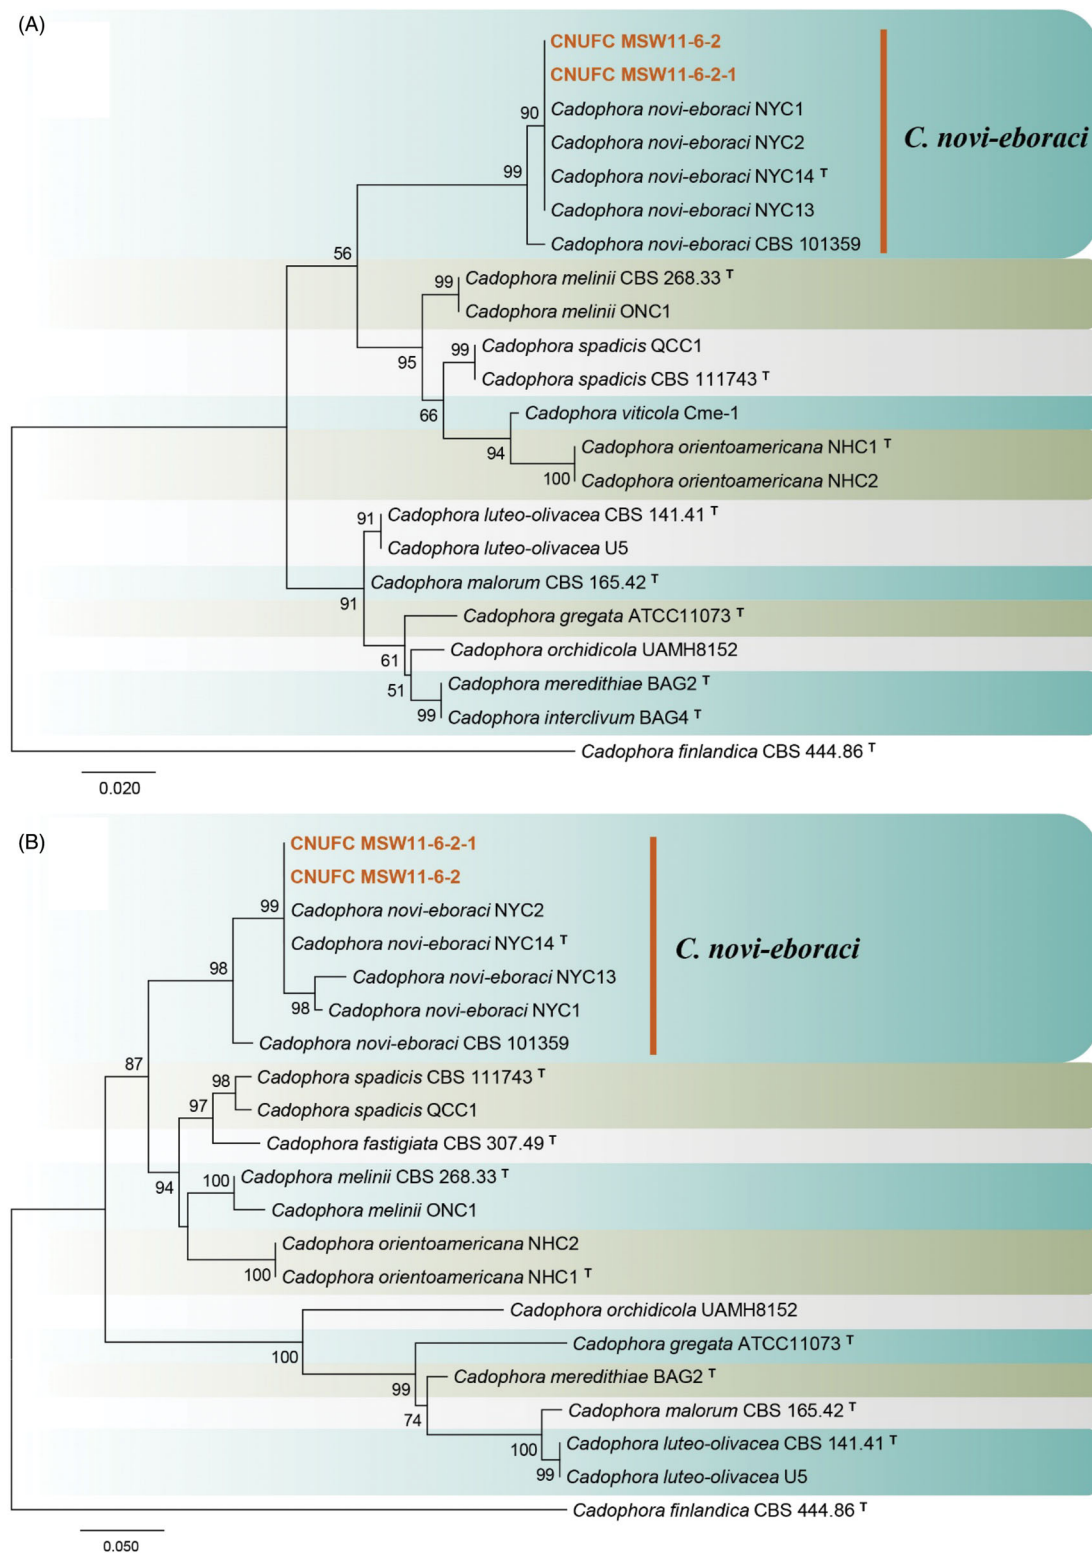 (A)
CNUFC MSW11-6-2
CNUFC MSW11-6-2-1
90
Cadophora novi-eboraci NYC1
C. novi-eboraci
Cadophora novi-eboraci NYC2
99
Cadophora novi-eboraci NYC14 T
Cadophora novi-eboraci NYC13
Cadophora novi-eboraci CBS 101359
56
99
Cadophora melinii CBS 268.33 T
Cadophora melinii ONC1
95
99
Cadophora spadicis QCC1
Cadophora spadicis CBS 111743 T
66
Cadophora viticola Cme-1
94
Cadophora orientoamericana NHC1 T
100
Cadophora orientoamericana NHC2
91
Cadophora luteo-olivacea CBS 141.41 T
Cadophora luteo-olivacea U5
Cadophora malorum CBS 165.42 T
91
Cadophora gregata ATCC11073 T
61
Cadophora orchidicola UAMH8152
51
Cadophora meredithiae BAG2 T
99
Cadophora interclivum BAG4 T
Cadophora finlandica CBS 444.86 T
0.020
(B)
CNUFC MSW11-6-2-1
CNUFC MSW11-6-2
99
Cadophora novi-eboraci NYC2
Cadophora novi-eboraci NYC14 T
C. novi-eboraci
98
Cadophora novi-eboraci NYC13
98
Cadophora novi-eboraci NYC1
Cadophora novi-eboraci CBS 101359
87
98
Cadophora spadicis CBS 111743 T
97
Cadophora spadicis QCC1
Cadophora fastigiata CBS 307.49 T
94
100
Cadophora melinii CBS 268.33 T
Cadophora melinii ONC1
Cadophora orientoamericana NHC2
100
Cadophora orientoamericana NHC1 T
Cadophora orchidicola UAMH8152
100
Cadophora gregata ATCC11073 T
99
Cadophora meredithiae BAG2 T
74
Cadophora malorum CBS 165.42 T
100
Cadophora luteo-olivacea CBS 141.41 T
99
Cadophora luteo-olivacea U5
Cadophora finlandica CBS 444.86 T
0.050